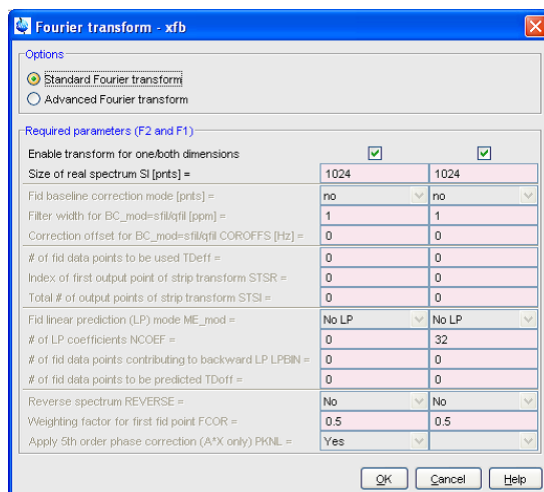 Fourier transform - xfb
Options
Standard Fourier transform
Advanced Fourier transform
Required parameters (F2 and F1)
Enable transform for one/both dimensions
Size of real spectrum SI [pnts] = 1024 1024
Fid baseline correction mode [pnts] = no no
Filter width for BC_mod=sfil/qfil [ppm] = 1 1
Correction offset for BC_mod=sfil/qfil COROFFS [Hz] = 0 0
# of fid data points to be used TDeff = 0 0
Index of first output point of strip transform STSR = 0 0
Total # of output points of strip transform STSI = 0 0
Fid linear prediction (LP) mode ME_mod = No LP No LP
# of LP coefficients NCOEF = 0 32
# of fid data points contributing to backward LP LPBIN = 0 0
# of fid data points to be predicted TDoff = 0 0
Reverse spectrum REVERSE = No No
Weighting factor for first fid point FCOR = 0.5 0.5
Apply 5th order phase correction (A*X only) PKNL = Yes
OK Cancel Help